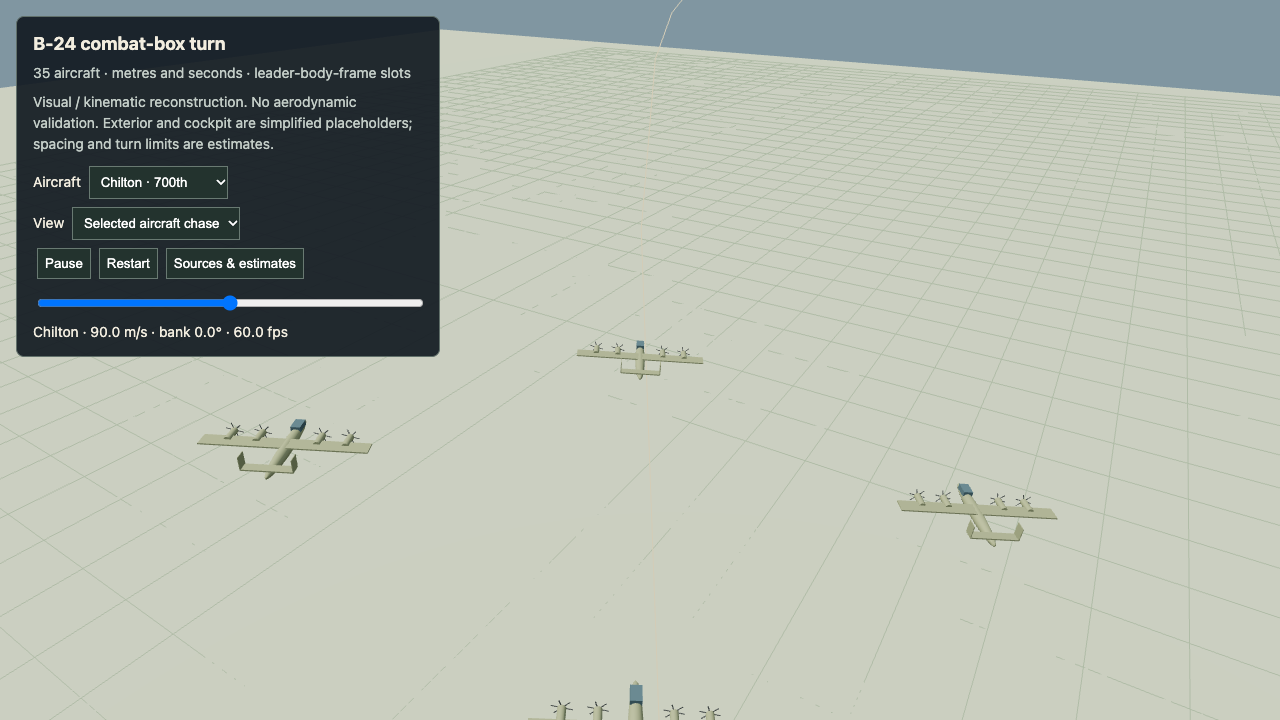 B-24 combat-box turn
35 aircraft · metres and seconds · leader-body-frame slots
Visual / kinematic reconstruction. No aerodynamic
validation. Exterior and cockpit are simplified placeholders;
spacing and turn limits are estimates.
Aircraft Chilton · 700th
View Selected aircraft chase
Pause Restart Sources & estimates
Chilton · 90.0 m/s · bank 0.0° · 60.0 fps